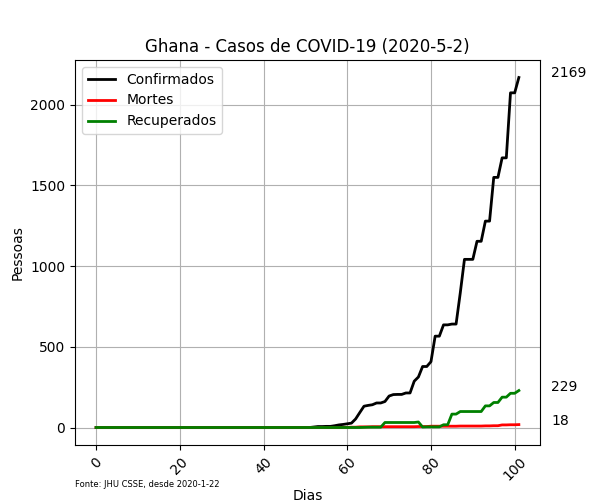 Ghana - Casos de COVID-19 (2020-5-2)
Confirmados
Mortes
Recuperados
2169
229
18
2000
1500
1000
500
0
Pessoas
0
20
40
60
80
100
Dias
Fonte: JHU CSSE, desde 2020-1-22